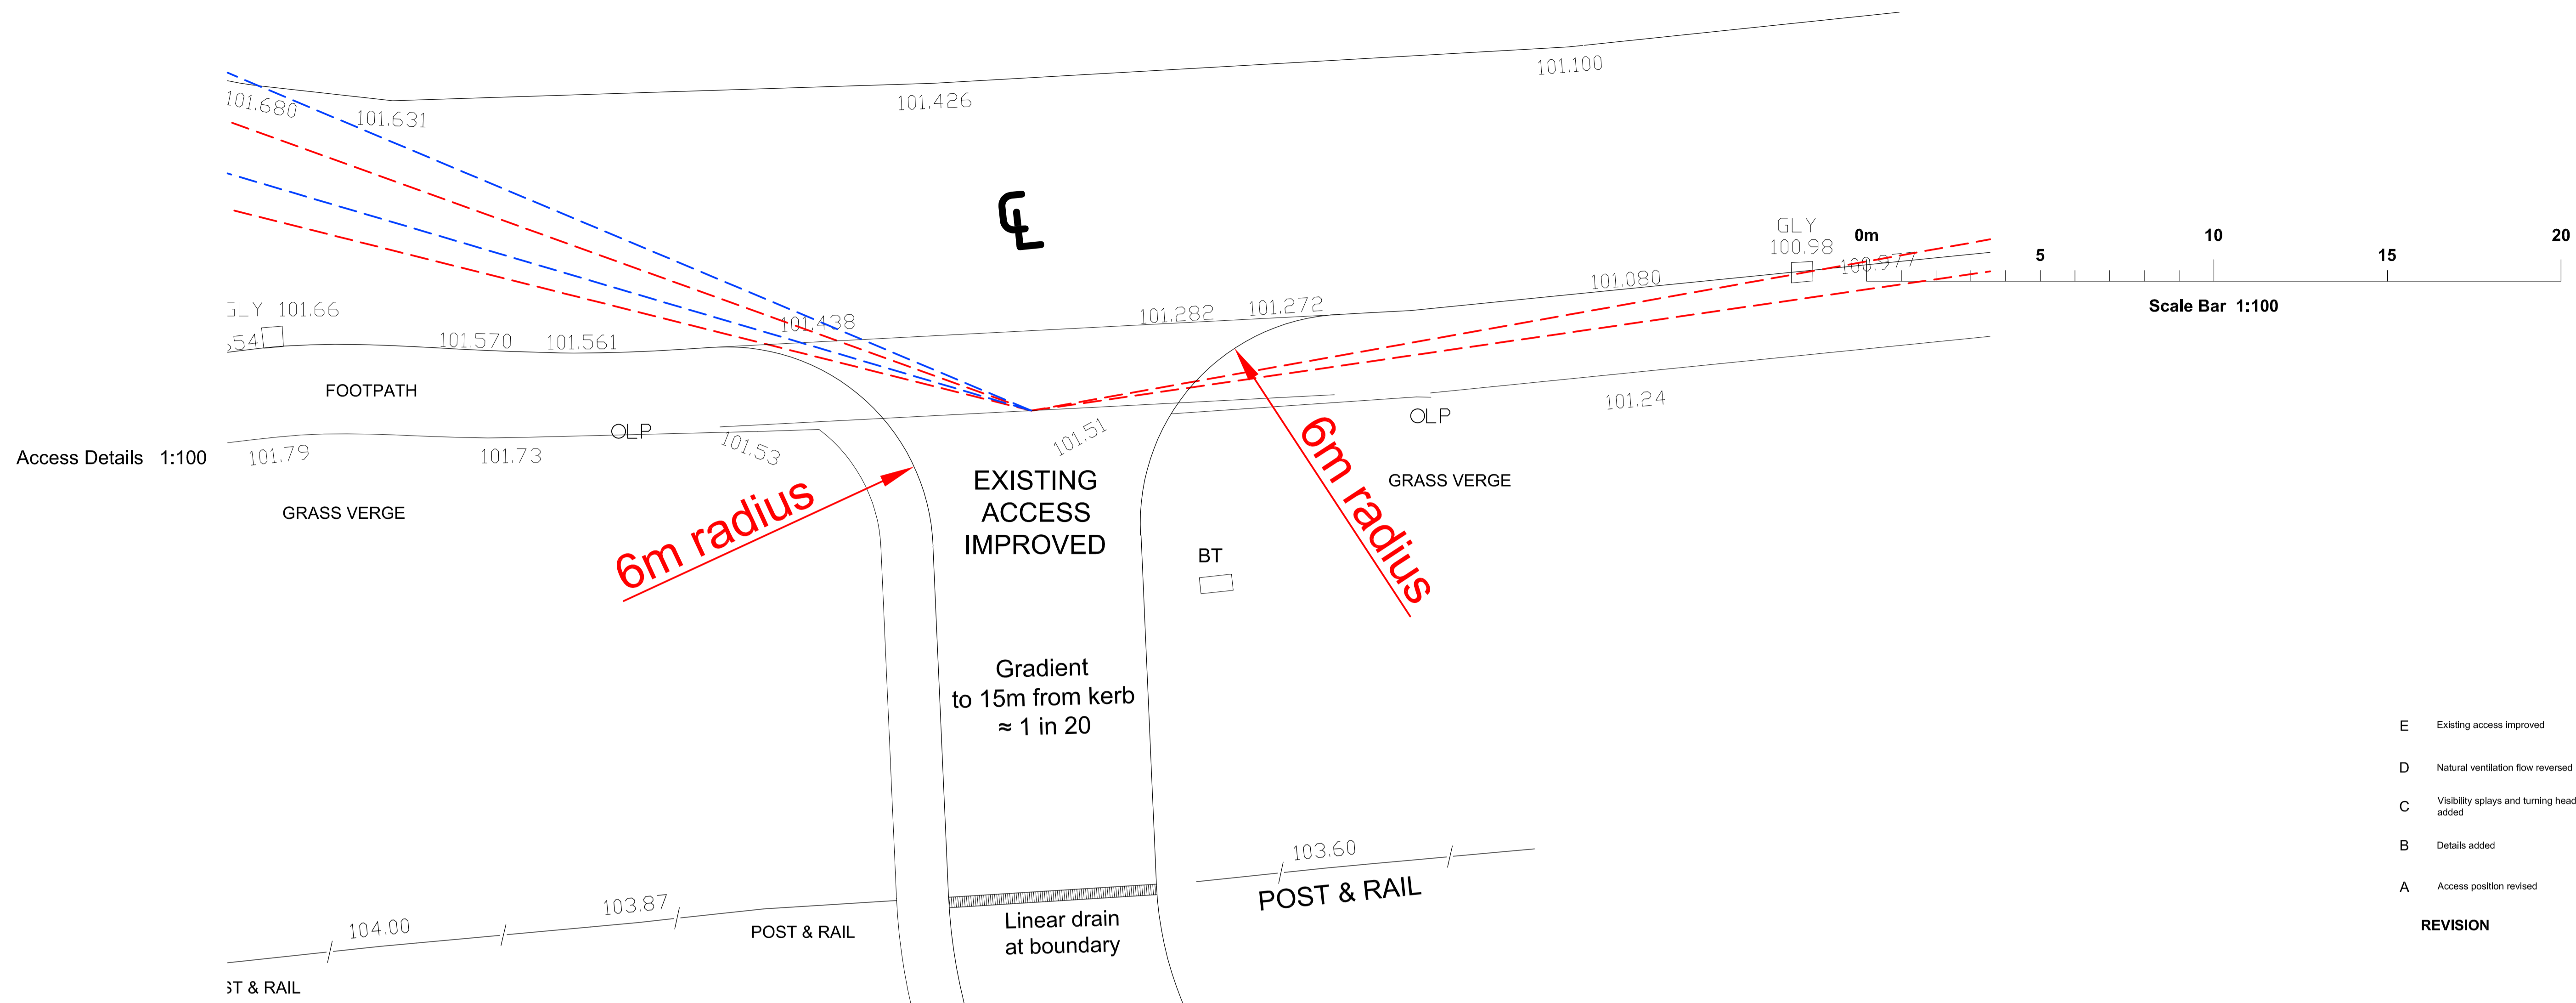 101.100
101.426
101.680
101.631
CL
GLY
100.98
0m
10
20
5
15
100.977
101.080
Scale Bar 1:100
101.282
101.272
101.438
GLY 101.66
54
101.570
101.561
FOOTPATH
OLP
101.53
101.51
OLP
101.24
Access Details 1:100
101.79
101.73
GRASS VERGE
GRASS VERGE
6m radius
6m radius
EXISTING
ACCESS
IMPROVED
BT
Gradient
to 15m from kerb
≈ 1 in 20
E Existing access improved
D Natural ventilation flow reversed
C Visibility splays and turning head
added
B Details added
A Access position revised
REVISION
103.60
POST & RAIL
103.87
104.00
POST & RAIL
Linear drain
at boundary
ST & RAIL